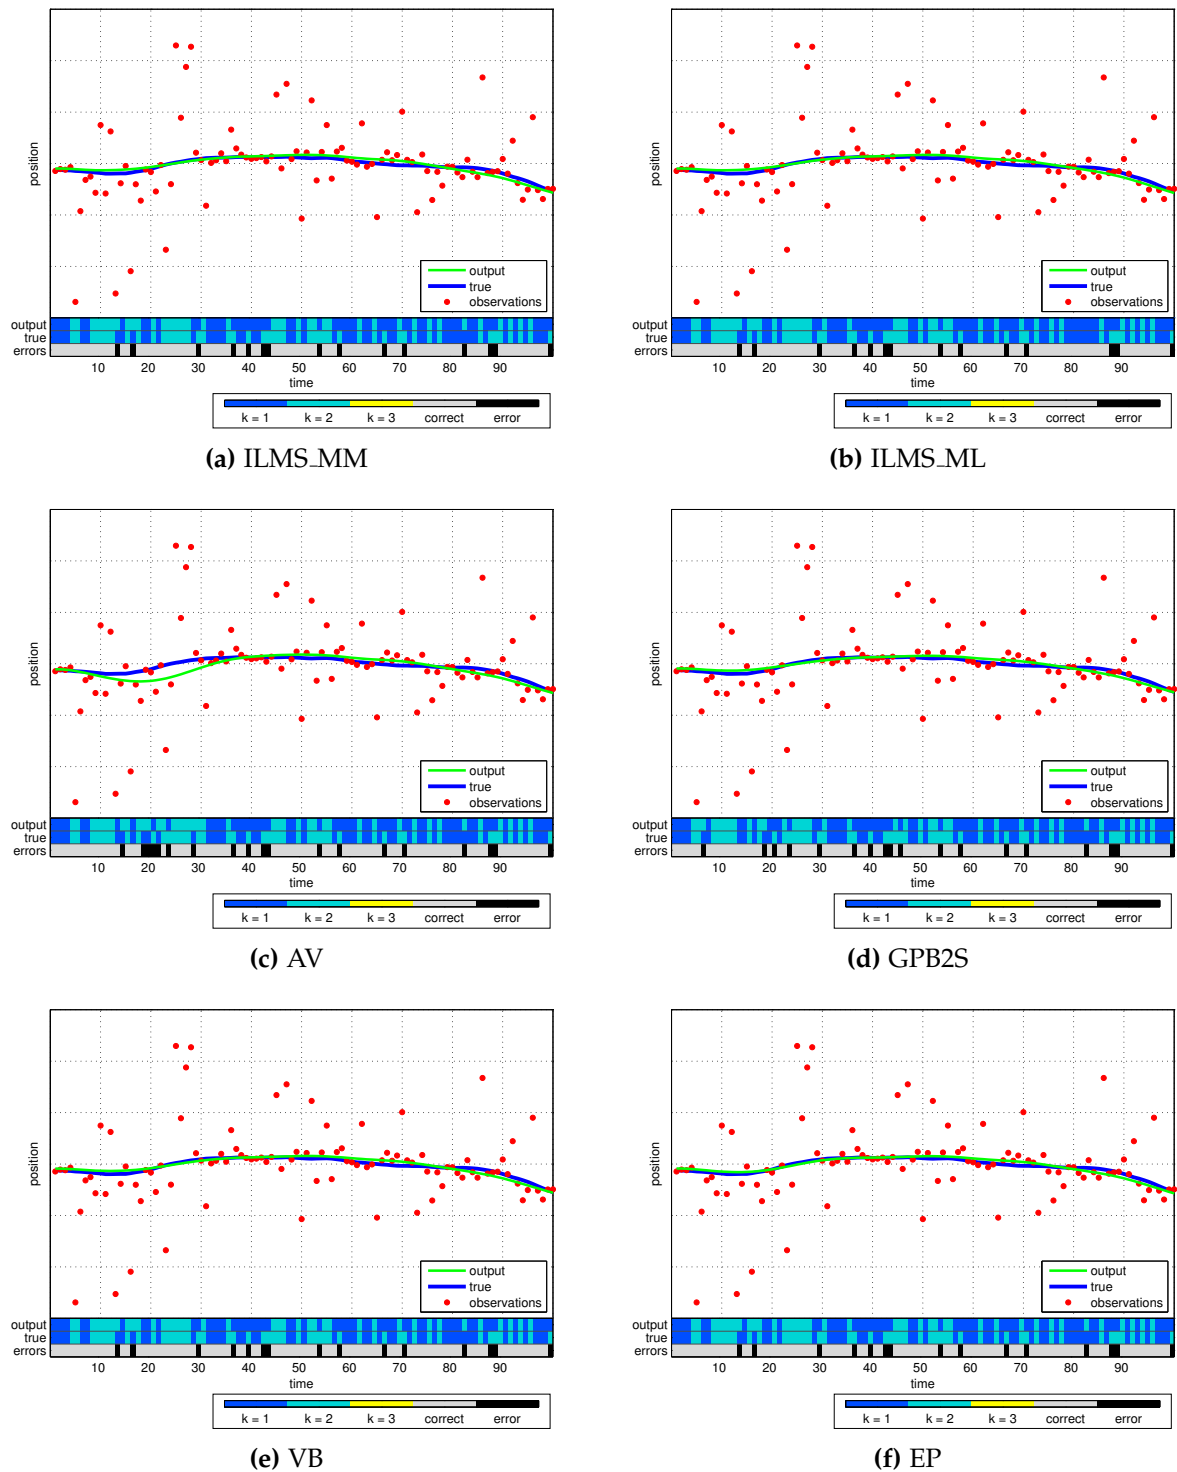 position
output
true
observations
output
true
errors
10 20 30 40 50 60 70 80 90
time
k = 1 k = 2 k = 3 correct error
(a) ILMS_MM
position
output
true
observations
output
true
errors
10 20 30 40 50 60 70 80 90
time
k = 1 k = 2 k = 3 correct error
(b) ILMS_ML
position
output
true
observations
output
true
errors
10 20 30 40 50 60 70 80 90
time
k = 1 k = 2 k = 3 correct error
(c) AV
position
output
true
observations
output
true
errors
10 20 30 40 50 60 70 80 90
time
k = 1 k = 2 k = 3 correct error
(d) GPB2S
position
output
true
observations
output
true
errors
10 20 30 40 50 60 70 80 90
time
k = 1 k = 2 k = 3 correct error
(e) VB
position
output
true
observations
output
true
errors
10 20 30 40 50 60 70 80 90
time
k = 1 k = 2 k = 3 correct error
(f) EP